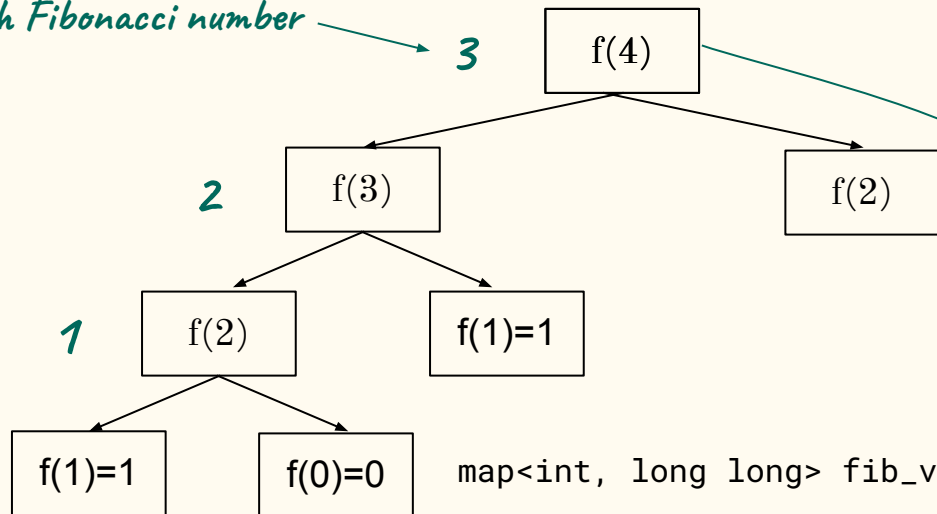 h Fibonacci number
3
f(4)
2
f(3)
f(2)
1
f(2)
f(1)=1
f(1)=1
f(0)=0
map<int, long long> fib_v